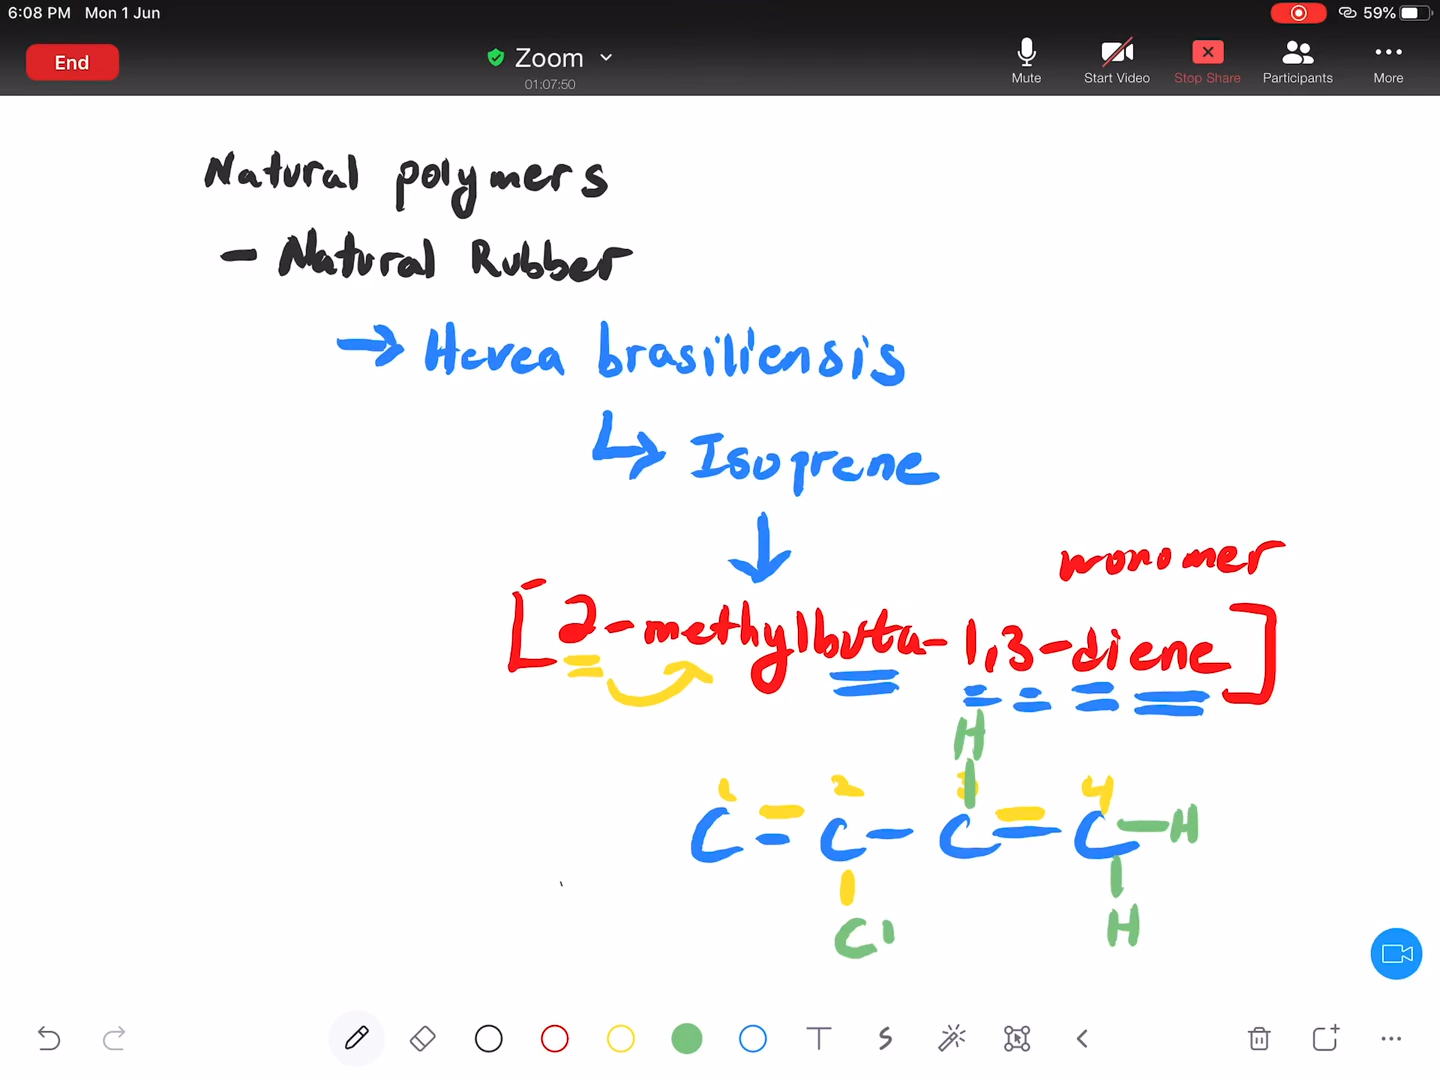 6:08 PM Mon 1 Jun
59%
End
Zoom
01:07:50
Mute
Start Video
Stop Share
Participants
More
Natural polymers
- Natural Rubber
→ Hevea brasiliensis
↳ Isoprene
↓
monomer
[2-methylbuta-1,3-diene]
H
1 2 3 4
C = C - C = C - H
Cl H
T